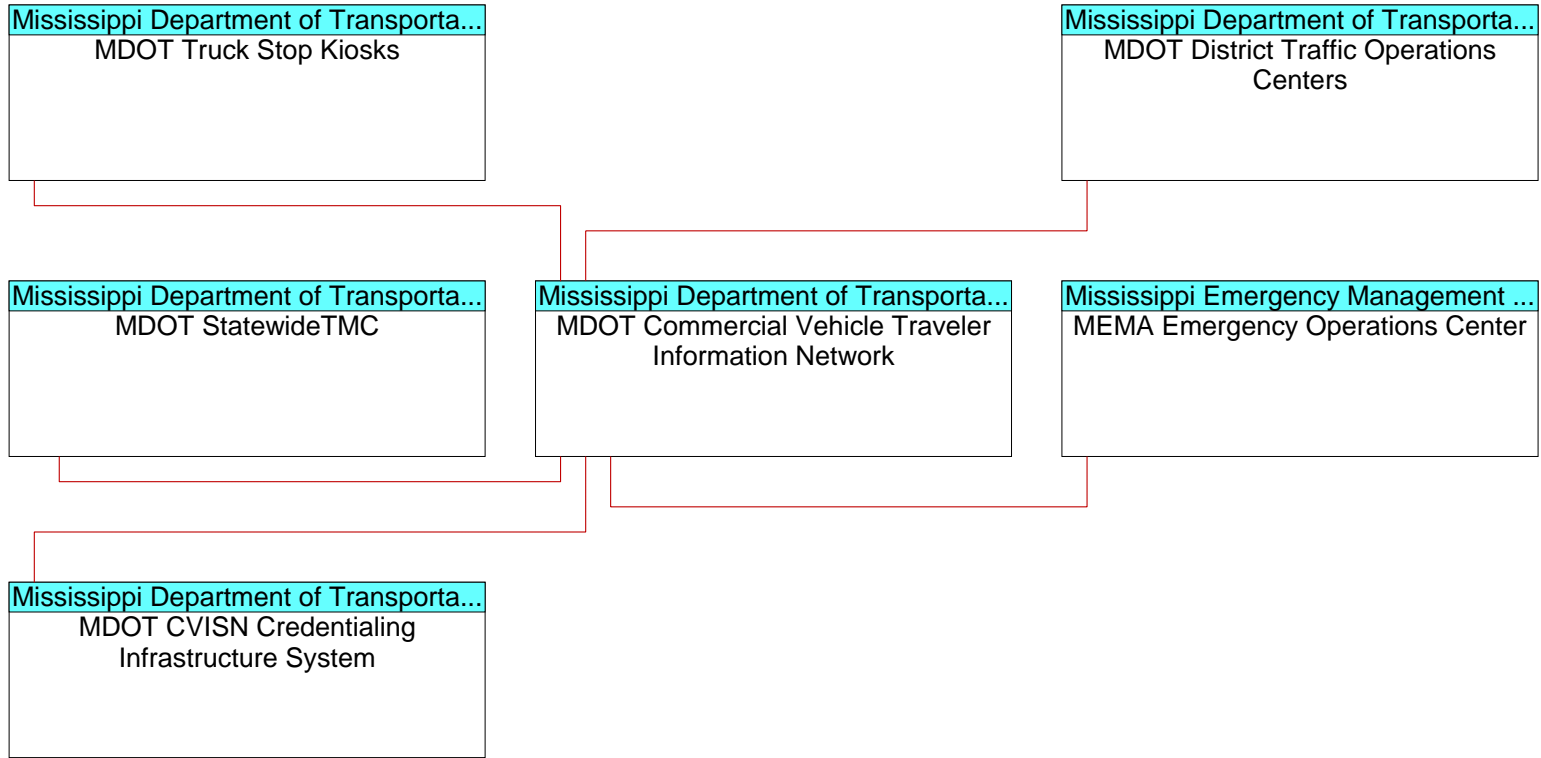 Mississippi Department of Transporta...
MDOT Truck Stop Kiosks
Mississippi Department of Transporta...
MDOT District Traffic Operations
Centers
Mississippi Department of Transporta...
MDOT StatewideTMC
Mississippi Department of Transporta...
MDOT Commercial Vehicle Traveler
Information Network
Mississippi Emergency Management ...
MEMA Emergency Operations Center
Mississippi Department of Transporta...
MDOT CVISN Credentialing
Infrastructure System